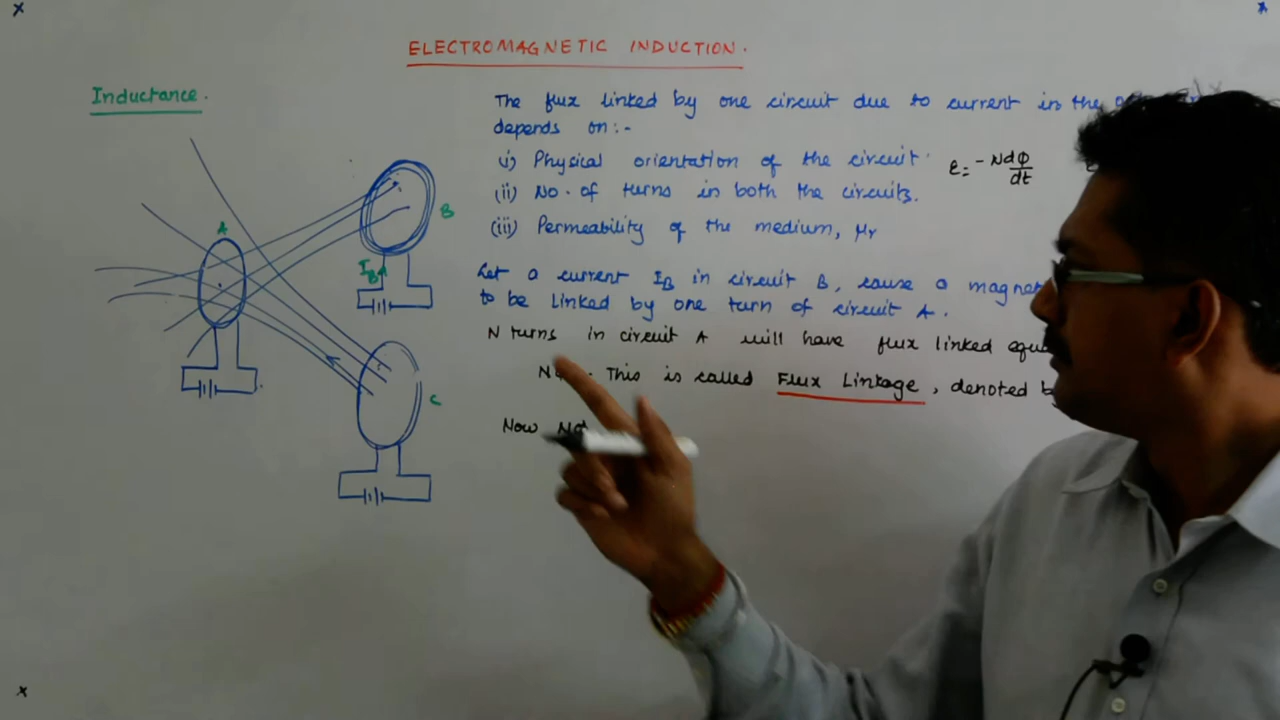 ELECTROMAGNETIC INDUCTION.
Inductance.
The flux linked by one circuit due to current in the
depends on :-
(i) Physical orientation of the circuit.
ε = -Ndφ/dt
(ii) No. of turns in both the circuits.
(iii) Permeability of the medium, μr
Let a current IB in circuit B, cause a
to be linked by one turn of circuit A.
N turns in circuit A will have flux linked
This is called Flux Linkage, denoted
Now
A
B
IB
C